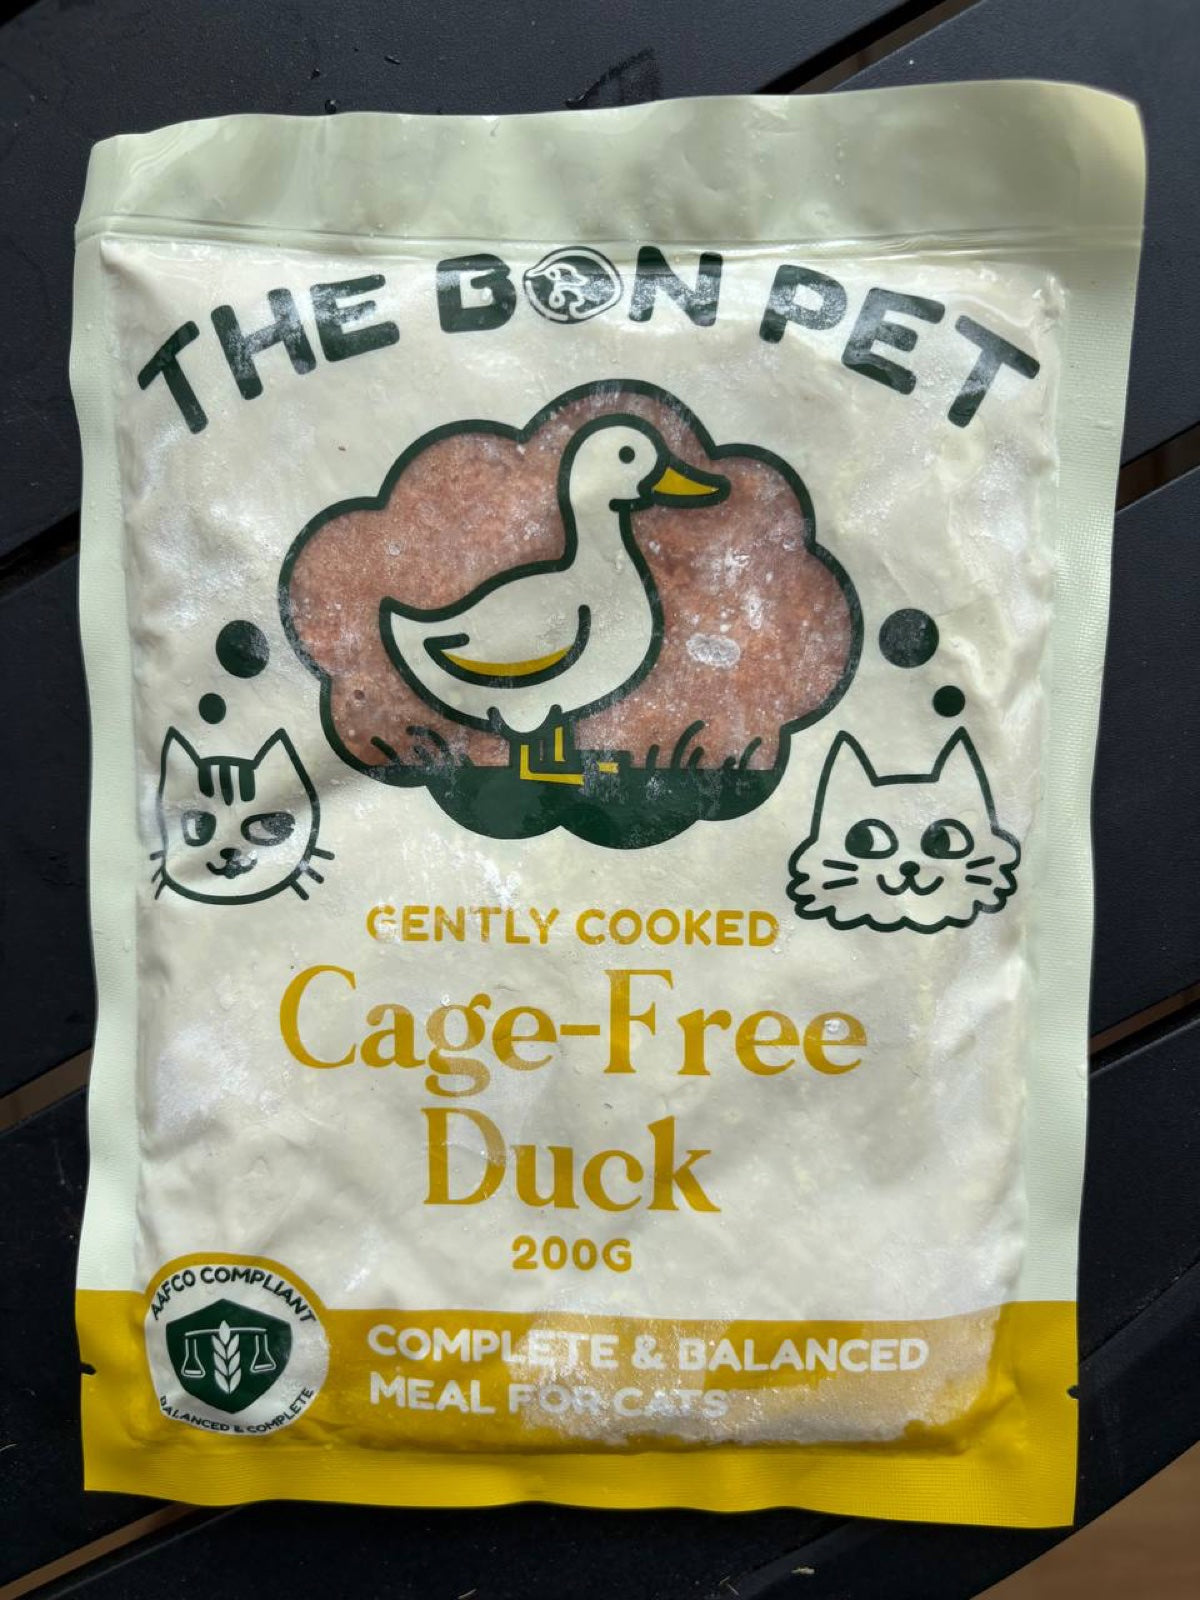 THE BON PET
GENTLY COOKED
Cage-Free
Duck
200G
AAFCO COMPLIANT
BALANCED & COMPLETE
COMPLETE & BALANCED
MEAL FOR CATS